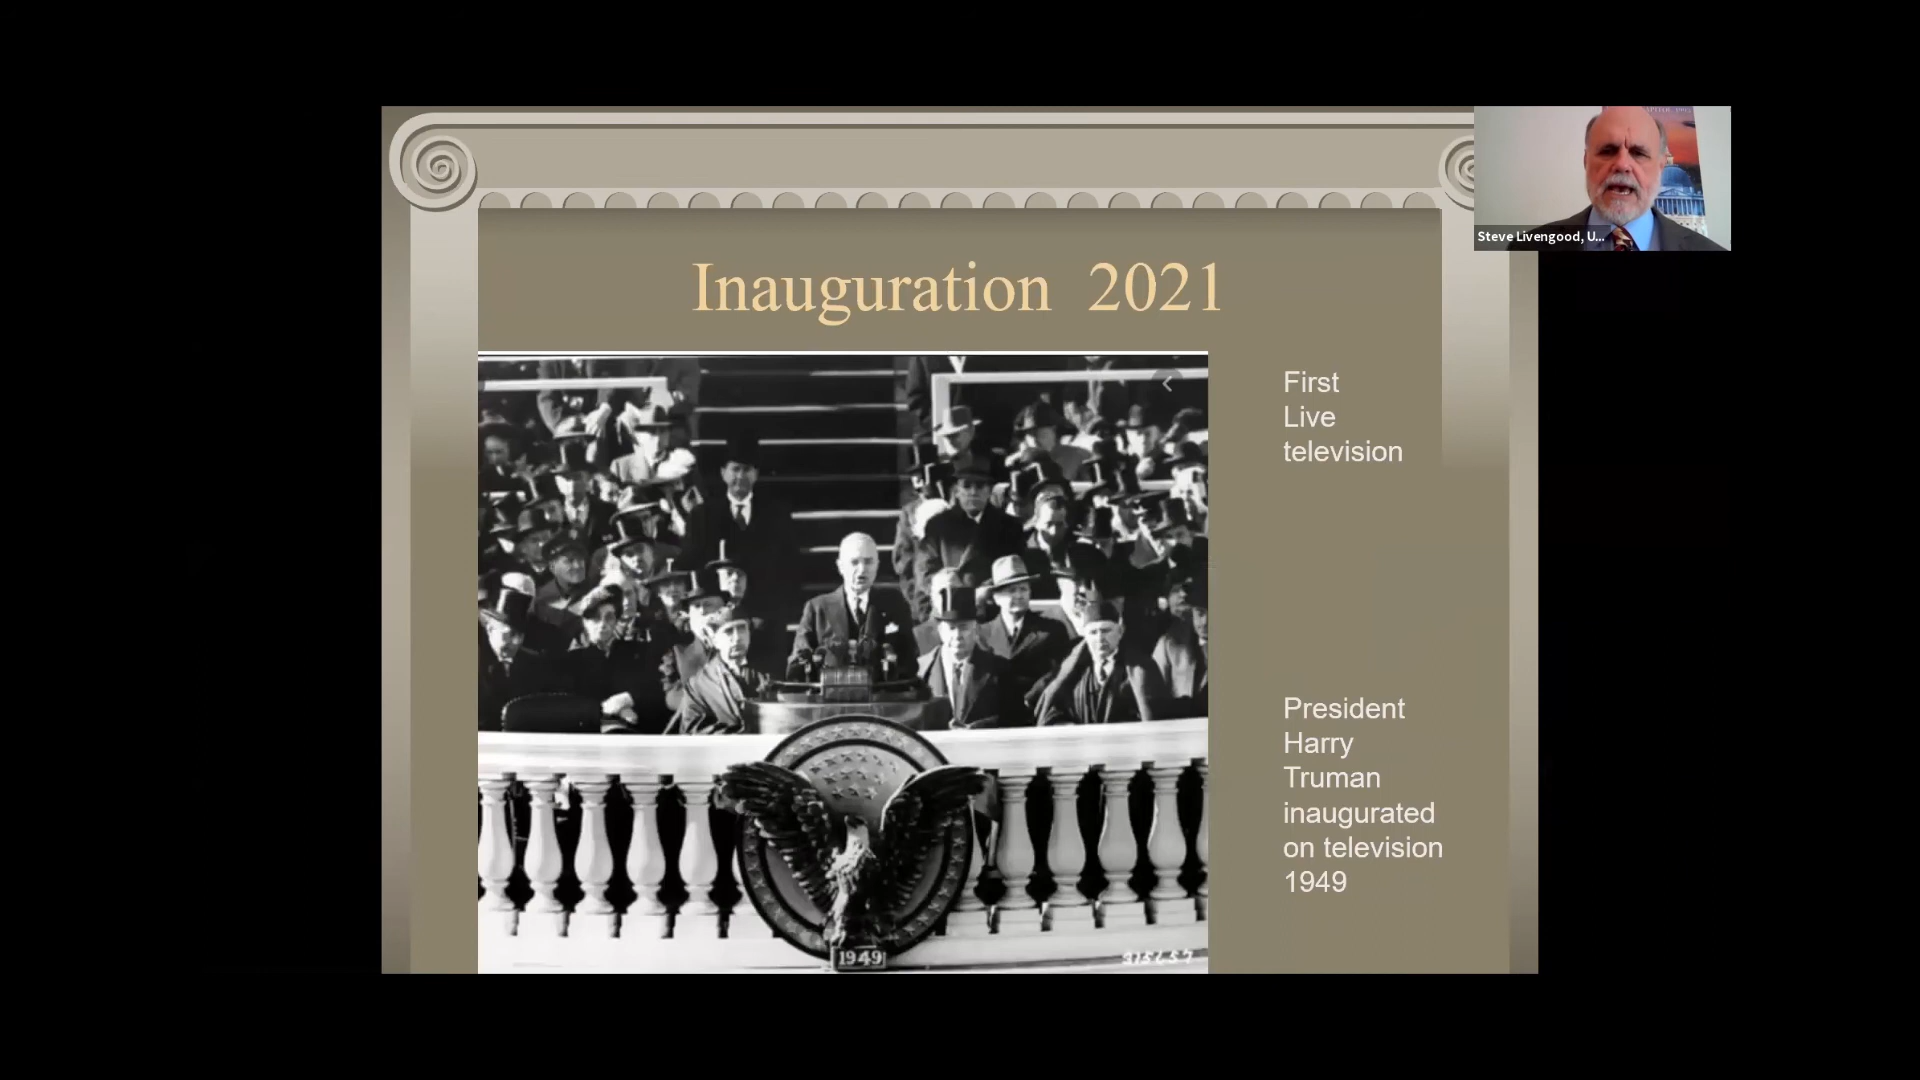 Steve Livengood, U...
Inauguration 2021
First
Live
television
President
Harry
Truman
inaugurated
on television
1949
1949